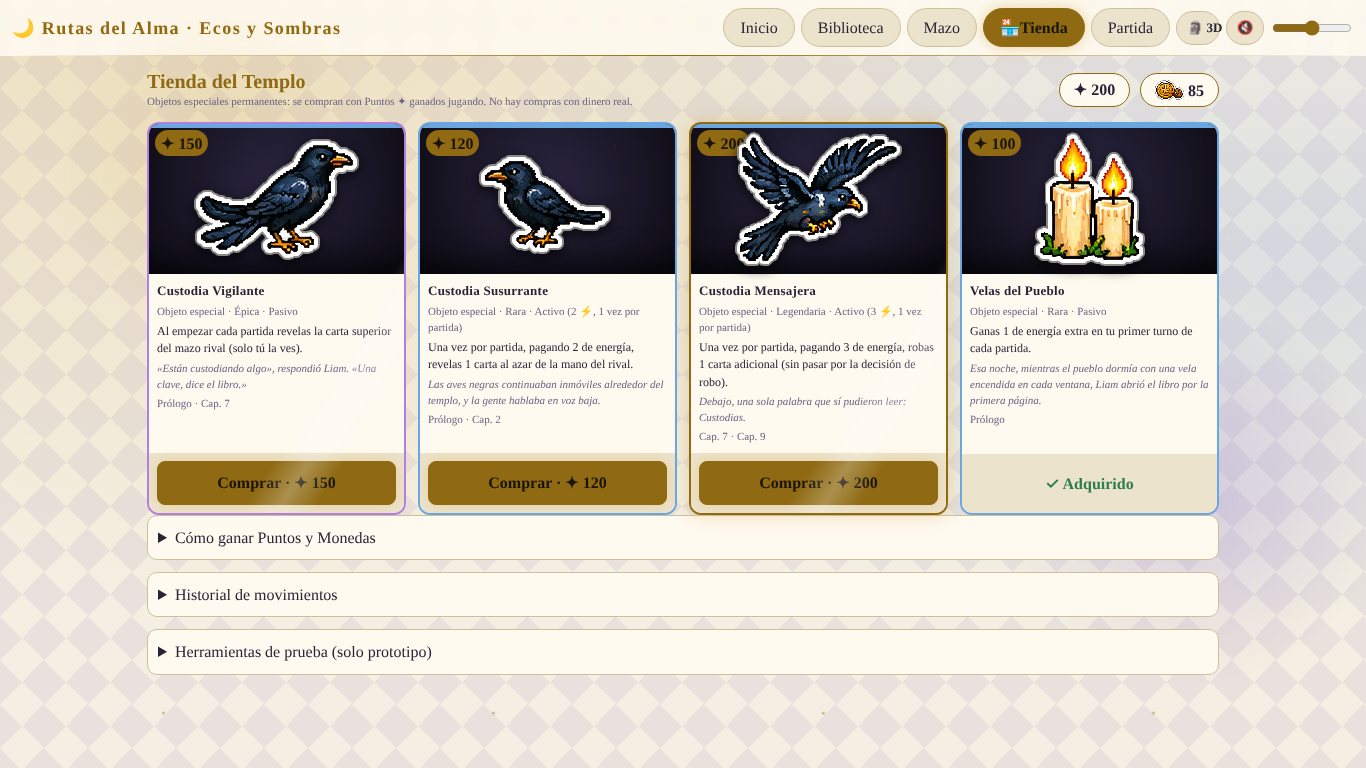 🌙 Rutas del Alma · Ecos y Sombras
Inicio
Biblioteca
Mazo
🏪Tienda
Partida
🗿 3D
🔇
Tienda del Templo
Objetos especiales permanentes: se compran con Puntos ✦ ganados jugando. No hay compras con dinero real.
✦ 200
85
✦ 150
Custodia Vigilante
Objeto especial · Épica · Pasivo
Al empezar cada partida revelas la carta superior
del mazo rival (solo tú la ves).
«Están custodiando algo», respondió Liam. «Una
clave, dice el libro.»
Prólogo · Cap. 7
Comprar · ✦ 150
✦ 120
Custodia Susurrante
Objeto especial · Rara · Activo (2 ⚡, 1 vez por
partida)
Una vez por partida, pagando 2 de energía,
revelas 1 carta al azar de la mano del rival.
Las aves negras continuaban inmóviles alrededor del
templo, y la gente hablaba en voz baja.
Prólogo · Cap. 2
Comprar · ✦ 120
✦ 200
Custodia Mensajera
Objeto especial · Legendaria · Activo (3 ⚡, 1 vez
por partida)
Una vez por partida, pagando 3 de energía, robas
1 carta adicional (sin pasar por la decisión de
robo).
Debajo, una sola palabra que sí pudieron leer:
Custodias.
Cap. 7 · Cap. 9
Comprar · ✦ 200
✦ 100
Velas del Pueblo
Objeto especial · Rara · Pasivo
Ganas 1 de energía extra en tu primer turno de
cada partida.
Esa noche, mientras el pueblo dormía con una vela
encendida en cada ventana, Liam abrió el libro por la
primera página.
Prólogo
✓ Adquirido
▶ Cómo ganar Puntos y Monedas
▶ Historial de movimientos
▶ Herramientas de prueba (solo prototipo)